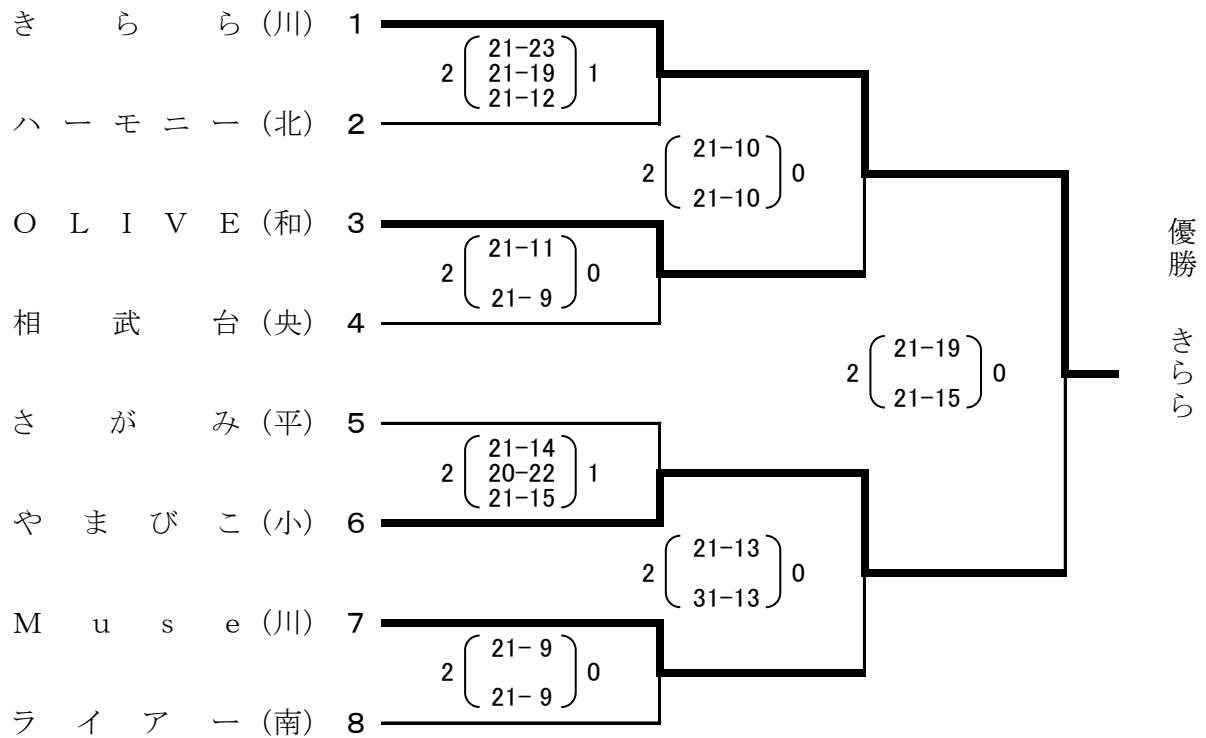 きらら (川) 1
2 21-23 1
21-19
21-12
ハーモニー (北) 2
2 21-10 0
21-10
OLIVE (和) 3
2 21-11 0
21- 9
相武台 (央) 4
2 21-19 0
21-15
優勝 きらら
さがみ (平) 5
2 21-14 1
20-22
21-15
やまびこ (小) 6
2 21-13 0
31-13
Muse (川) 7
2 21- 9 0
21- 9
ライアー (南) 8